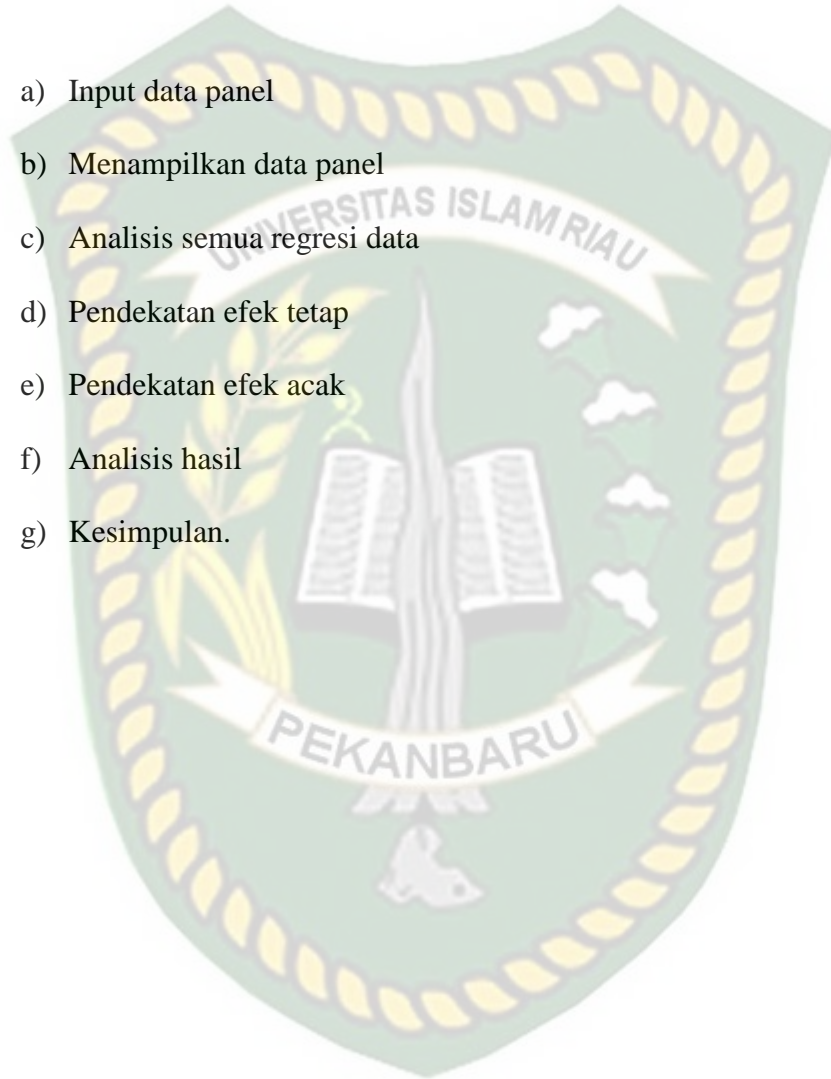 a) Input data panel
b) Menampilkan data panel
UNIVERSITAS ISLAM RIAU
c) Analisis semua regresi data
d) Pendekatan efek tetap
e) Pendekatan efek acak
f) Analisis hasil
g) Kesimpulan.
PEKANBARU